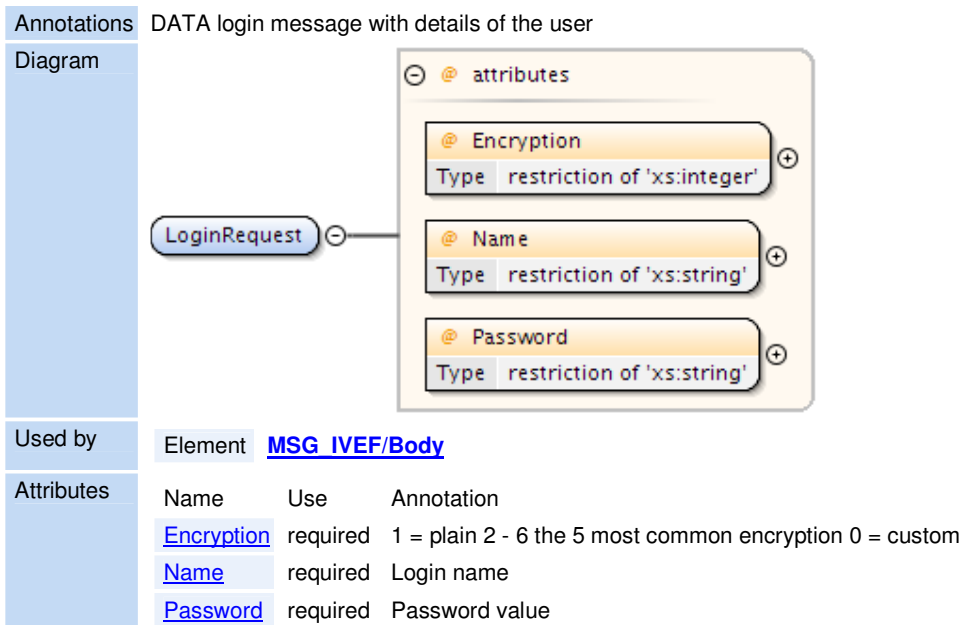 Annotations DATA login message with details of the user
Diagram
@ attributes
@ Encryption
Type restriction of 'xs:integer'
LoginRequest
@ Name
Type restriction of 'xs:string'
@ Password
Type restriction of 'xs:string'
Used by Element MSG_IVEF/Body
Attributes
Name Use Annotation
Encryption required 1 = plain 2 - 6 the 5 most common encryption 0 = custom
Name required Login name
Password required Password value